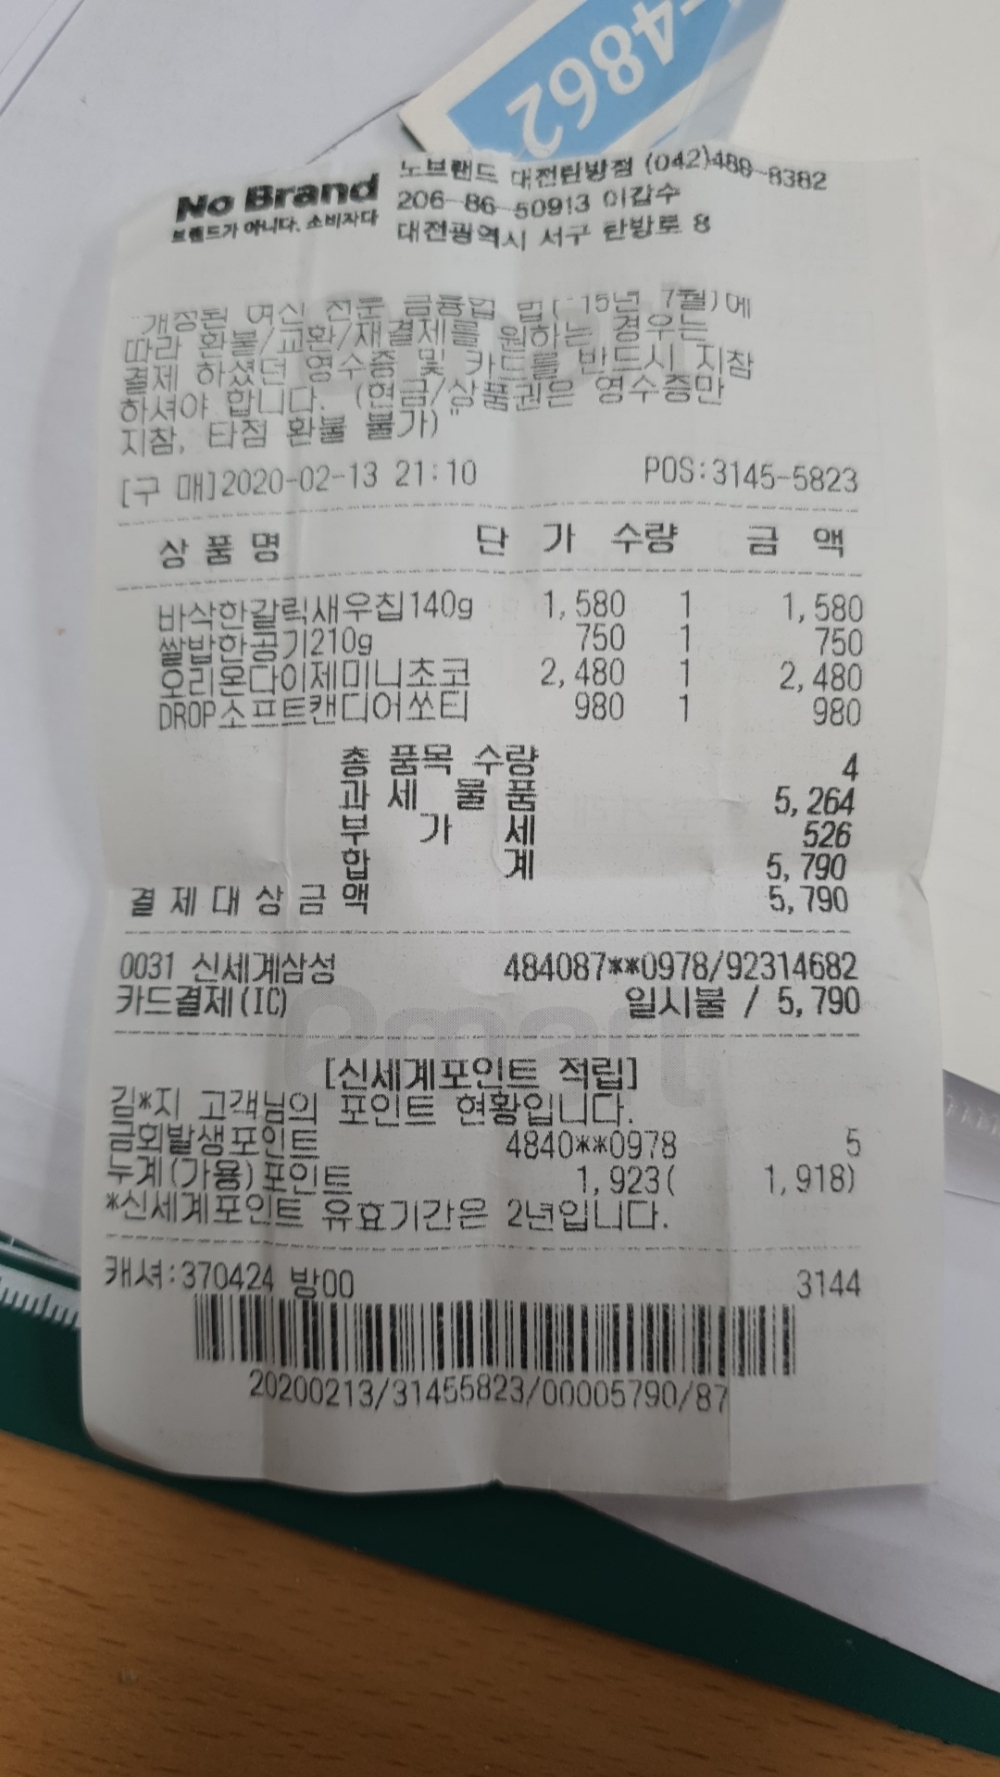 -4862
No Brand
브랜드가 아니다. 소비자다
노브랜드 대전탄방점 (042)488-8382
206-86-50913 이갑수
대전광역시 서구 탄방로 8
"개정된 여신 전문 금융업 법('15년 7월)에
따라 환불/교환/재결제를 원하는 경우는
결제 하셨던 영수증 및 카드를 반드시 지참
하셔야 합니다. (현금/상품권은 영수증만
지참, 타점 환불 불가)"
[구 매]2020-02-13 21:10 POS:3145-5823
상 품 명 단 가 수량 금 액
바삭한갈릭새우칩140g 1,580 1 1,580
쌀밥한공기210g 750 1 750
오리온다이제미니초코 2,480 1 2,480
DROP소프트캔디어쏘티 980 1 980
총 품목 수량 4
과 세 물 품 5,264
부 가 세 526
합 계 5,790
결 제 대 상 금 액 5,790
0031 신세계삼성 484087**0978/92314682
카드결제(IC) 일시불 / 5,790
emart
[신세계포인트 적립]
김*지 고객님의 포인트 현황입니다.
금회발생포인트 4840**0978 5
누계(가용)포인트 1,923( 1,918)
*신세계포인트 유효기간은 2년입니다.
캐셔:370424 방00 3144
20200213/31455823/00005790/87